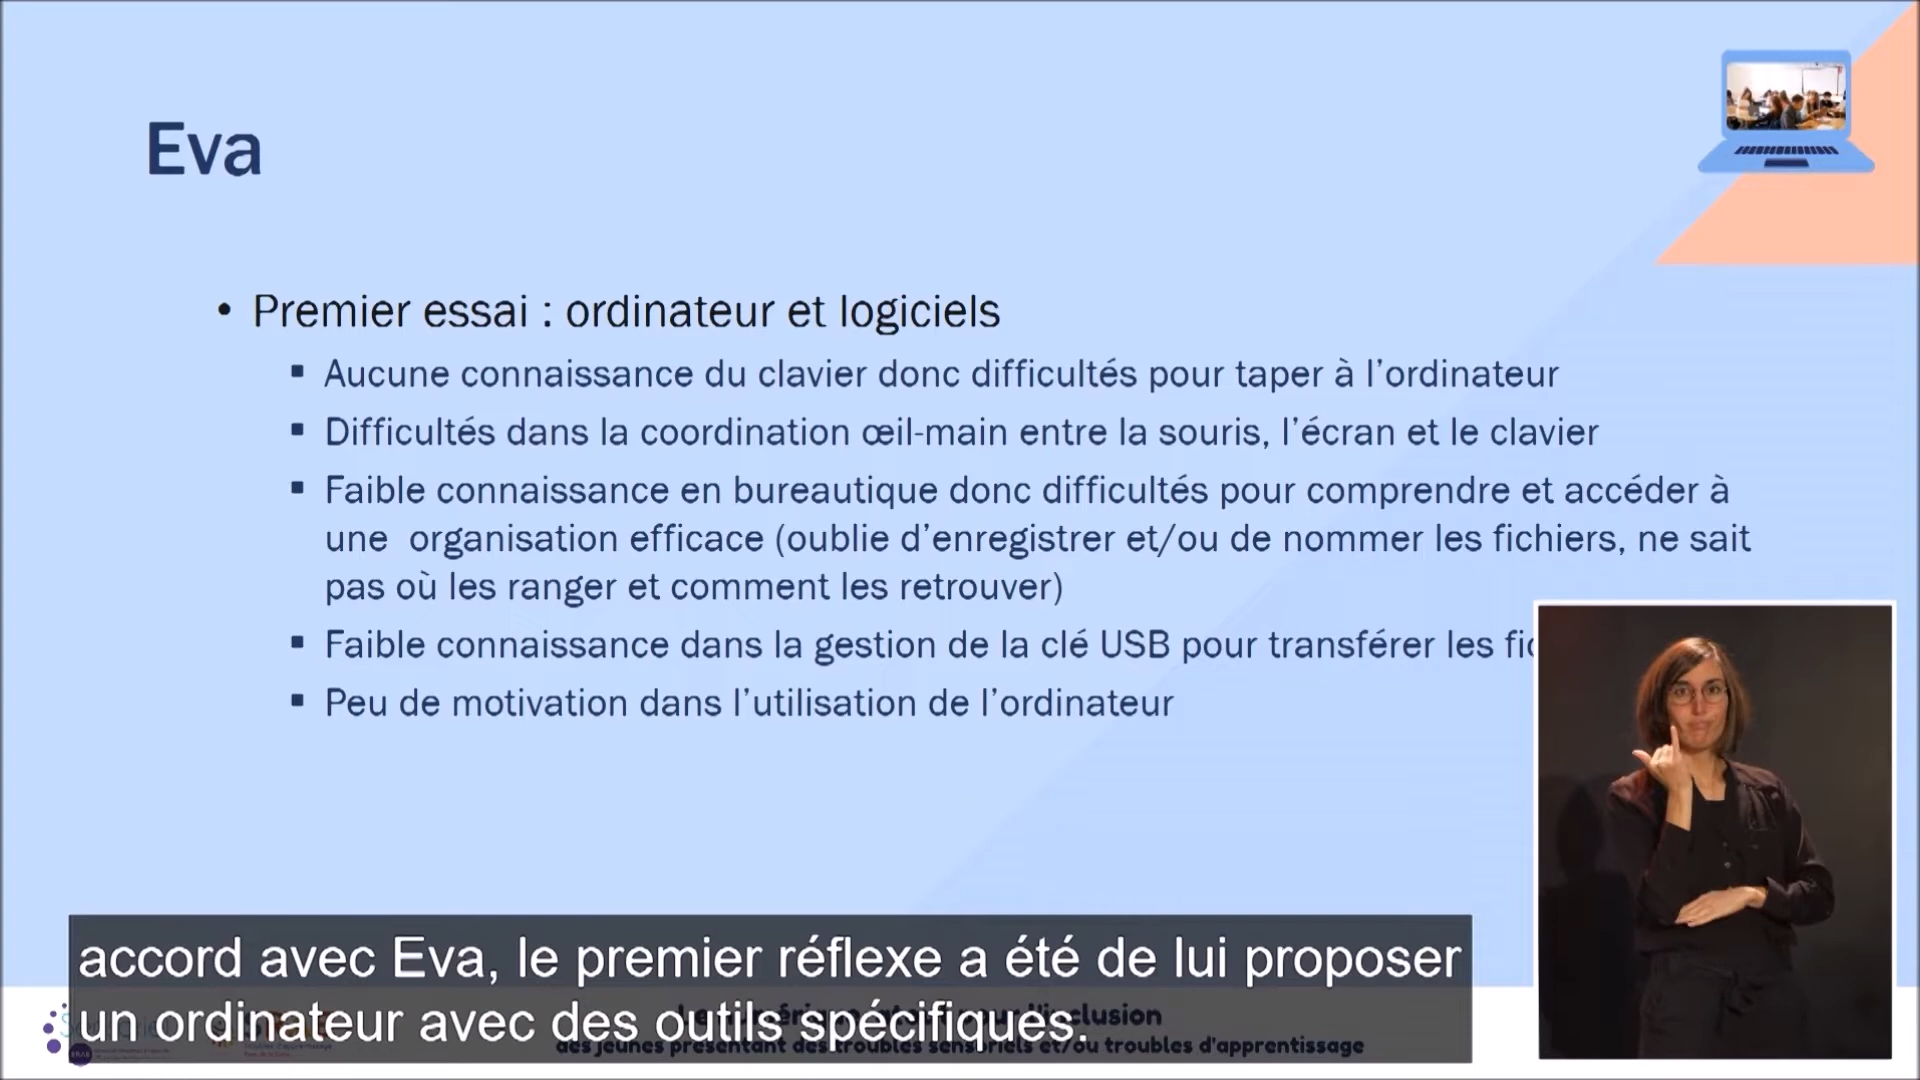 Eva
• Premier essai : ordinateur et logiciels
▪ Aucune connaissance du clavier donc difficultés pour taper à l'ordinateur
▪ Difficultés dans la coordination œil-main entre la souris, l'écran et le clavier
▪ Faible connaissance en bureautique donc difficultés pour comprendre et accéder à
une organisation efficace (oublie d'enregistrer et/ou de nommer les fichiers, ne sait
pas où les ranger et comment les retrouver)
▪ Faible connaissance dans la gestion de la clé USB pour transférer les
▪ Peu de motivation dans l'utilisation de l'ordinateur
accord avec Eva, le premier réflexe a été de lui proposer
un ordinateur avec des outils spécifiques.
des jeunes présentant des troubles sensoriels et/ou troubles d'apprentissage